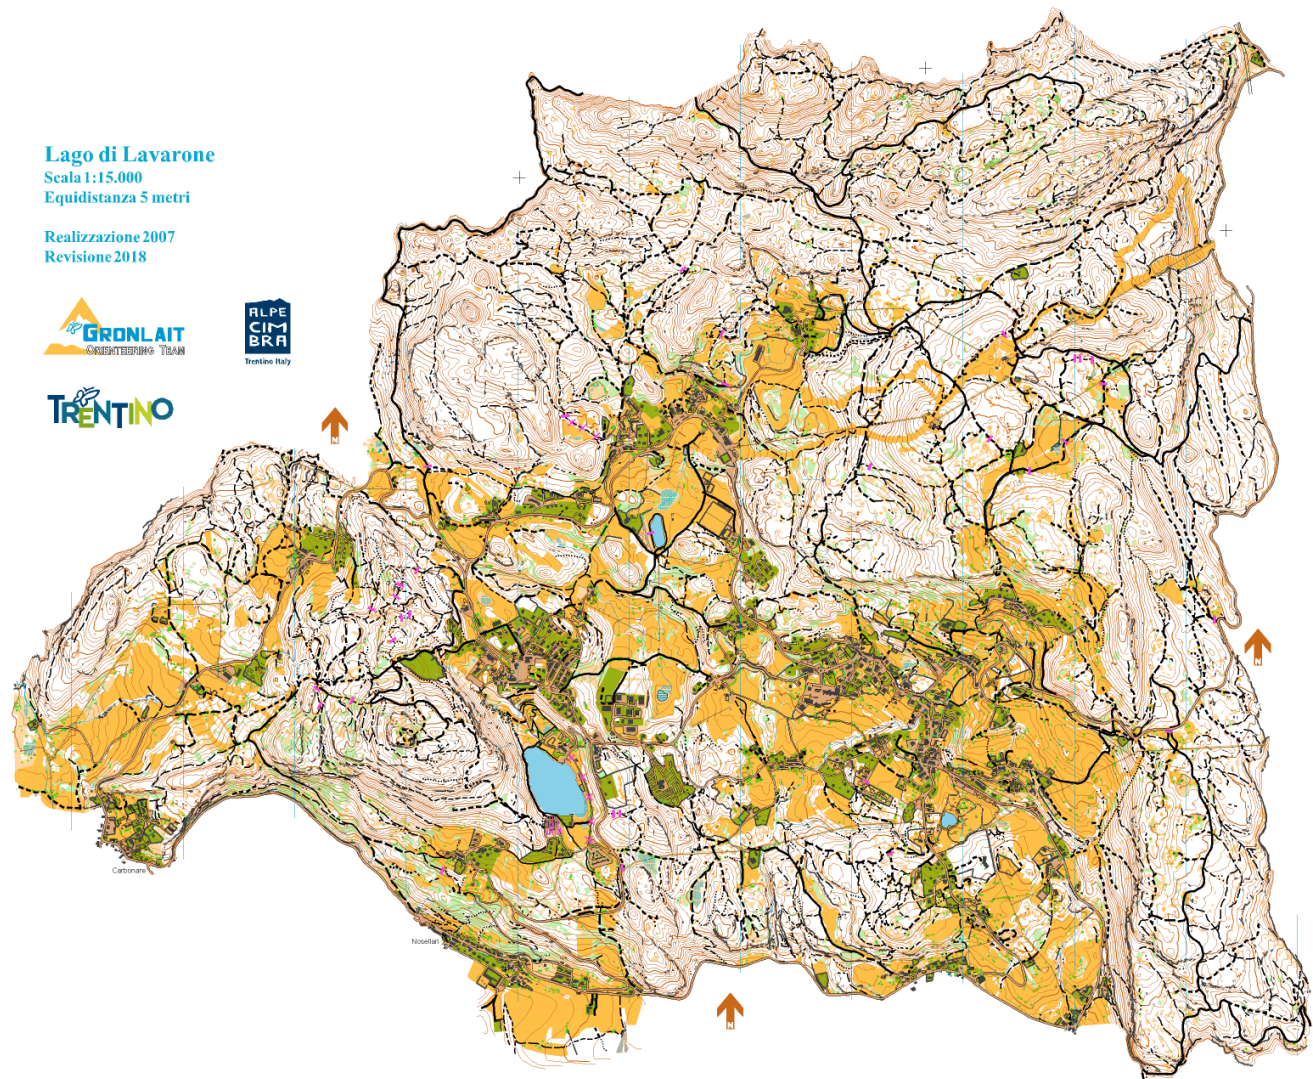 Lago di Lavarone
Scala 1:15.000
Equidistanza 5 metri
Realizzazione 2007
Revisione 2018
GRONLAIT
ORIENTEERING TEAM
ALPE
CIM
BRA
Trentino Italy
TRENTINO
N
N
N
Carbonare
Nosellari